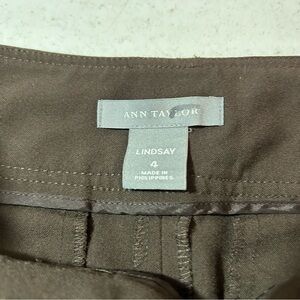 ANN TAYLOR
LINDSAY
4
MADE IN
PHILIPPINES